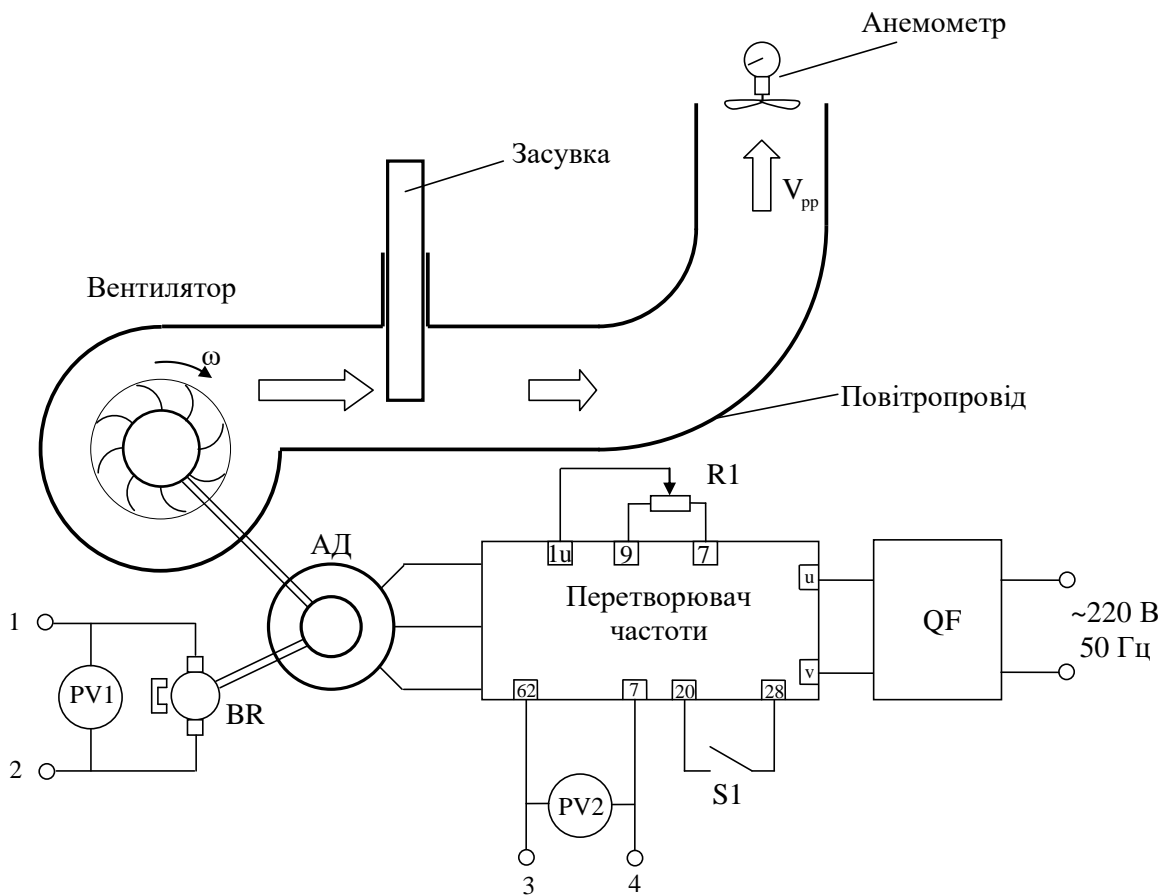 Анемометр
Засувка
V_pp
Вентилятор
ω
Повітропровід
R1
АД
1u
9
7
u
Перетворювач
частоти
QF
~220 В
50 Гц
1
PV1
BR
v
62
7
20
28
2
S1
PV2
3
4